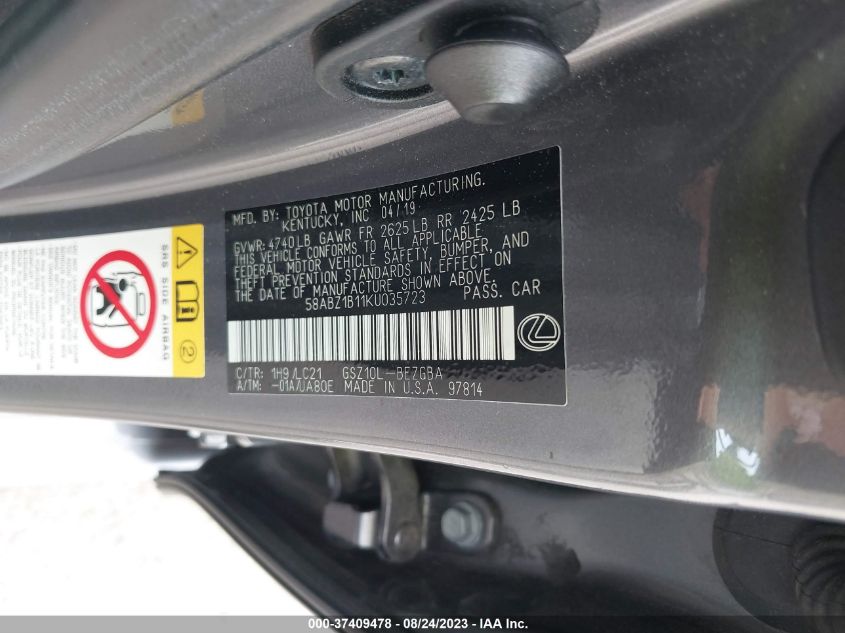 MFD. BY: TOYOTA MOTOR MANUFACTURING.
KENTUCKY, INC 04/19
GVWR: 4740LB GAWR FR 2625LB RR 2425 LB
THIS VEHICLE CONFORMS TO ALL APPLICABLE
FEDERAL MOTOR VEHICLE SAFETY, BUMPER, AND
THEFT PREVENTION STANDARDS IN EFFECT ON
THE DATE OF MANUFACTURE SHOWN ABOVE.
58ABZ1B11KU035723 PASS. CAR
C/TR: 1H9/LC21 GSZ10L-BEZGBA
A/TM: -01A/UA80E MADE IN U.S.A. 97814
SRS SIDE AIRBAG
2
000-37409478 - 08/24/2023 - IAA Inc.